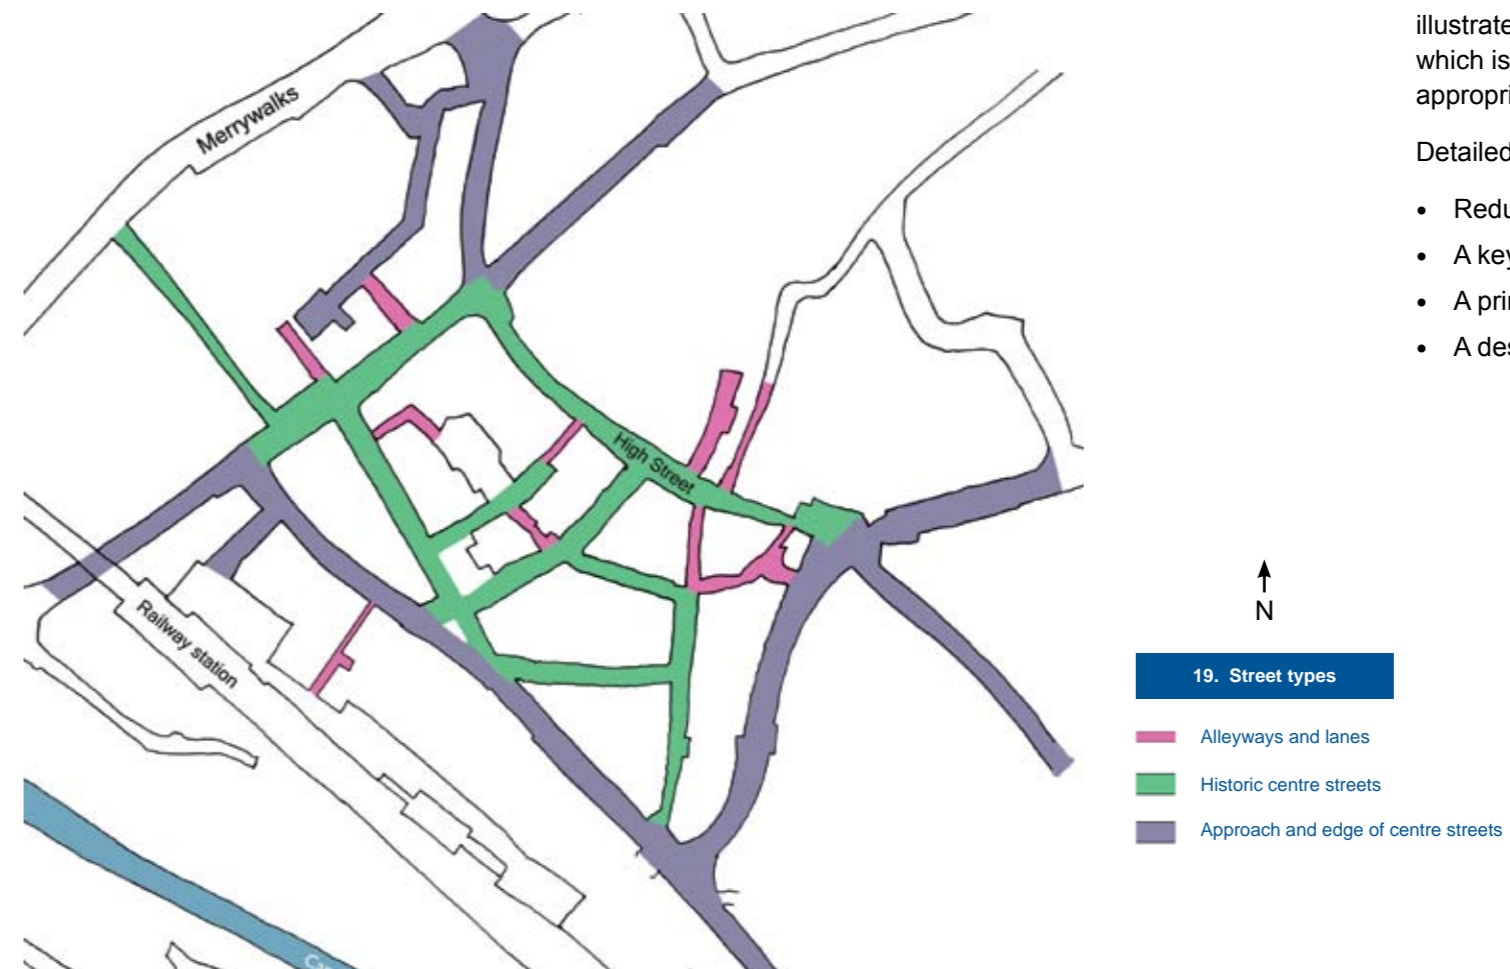 illustrate
which is
appropri
Detailed
• Redu
• A key
• A prin
• A des
Merrywalks
High Street
Railway station
N
19. Street types
Alleyways and lanes
Historic centre streets
Approach and edge of centre streets